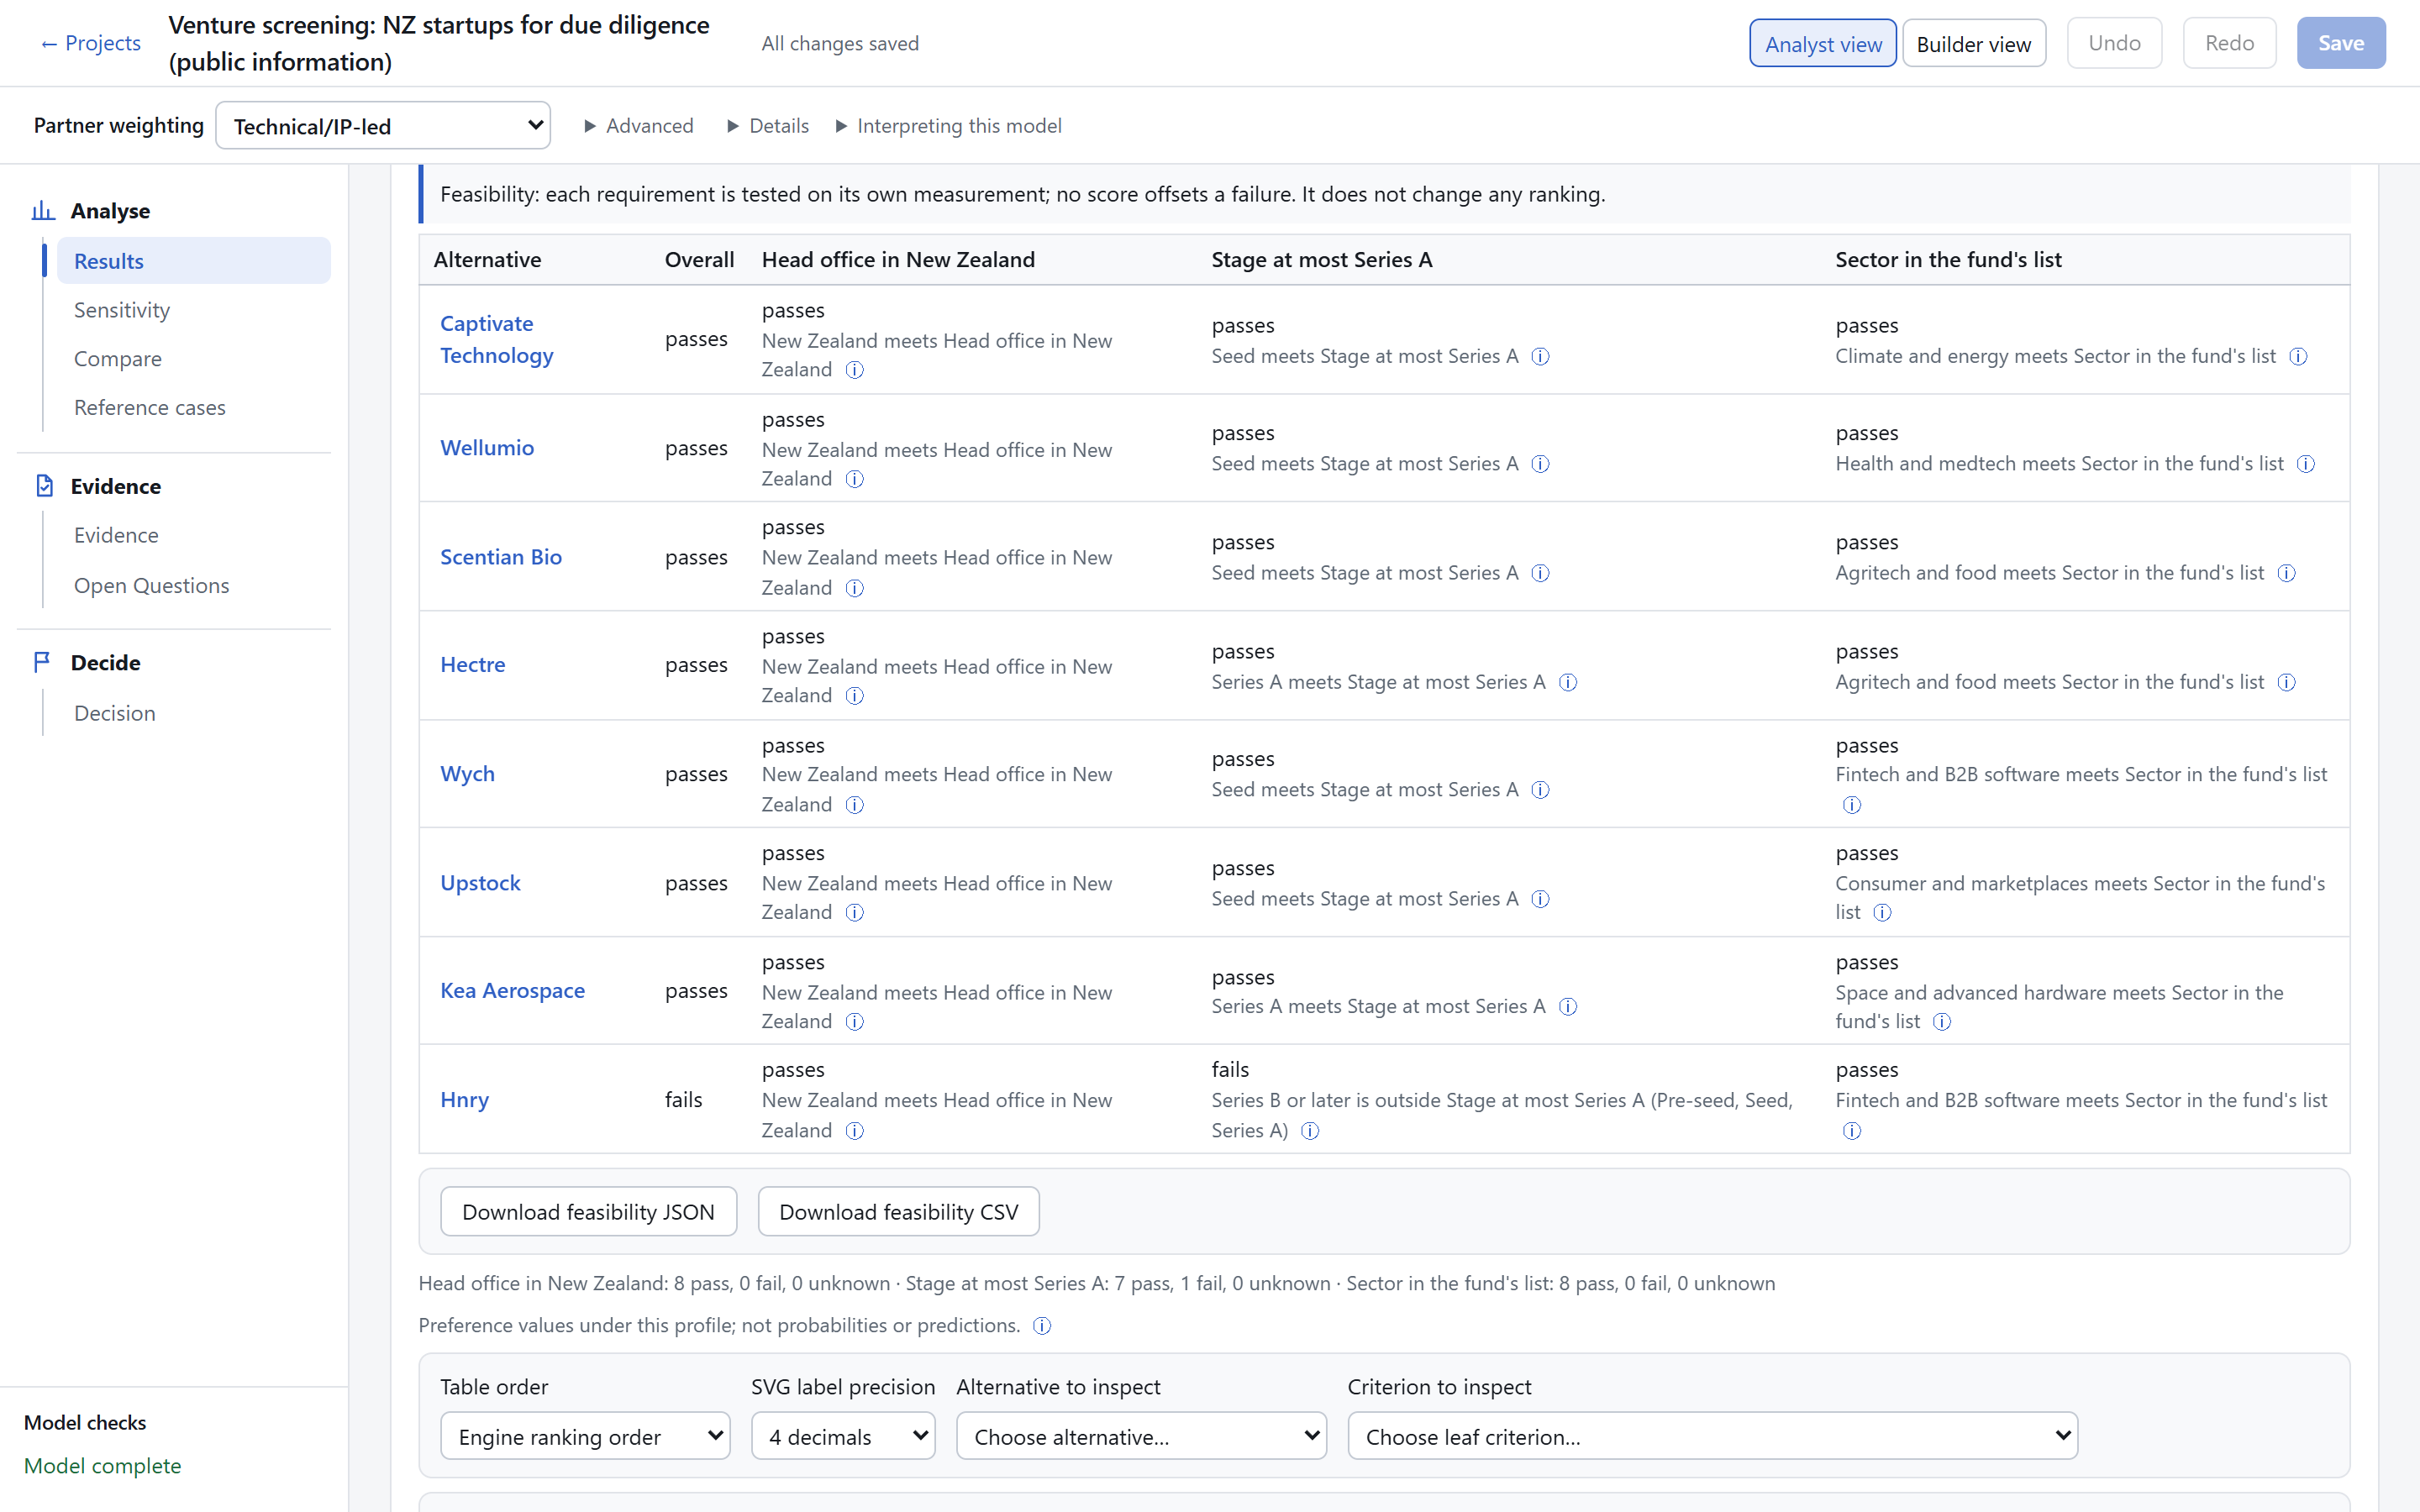 ← Projects
Venture screening: NZ startups for due diligence
(public information)
All changes saved
Analyst view
Builder view
Undo
Redo
Save
Partner weighting
Technical/IP-led
Advanced
Details
Interpreting this model
Analyse
Results
Sensitivity
Compare
Reference cases
Evidence
Evidence
Open Questions
Decide
Decision
Model checks
Model complete
Feasibility: each requirement is tested on its own measurement; no score offsets a failure. It does not change any ranking.
Alternative Overall Head office in New Zealand Stage at most Series A Sector in the fund's list
Captivate
Technology
passes
passes
New Zealand meets Head office in New
Zealand
passes
Seed meets Stage at most Series A
passes
Climate and energy meets Sector in the fund's list
Wellumio
passes
passes
New Zealand meets Head office in New
Zealand
passes
Seed meets Stage at most Series A
passes
Health and medtech meets Sector in the fund's list
Scentian Bio
passes
passes
New Zealand meets Head office in New
Zealand
passes
Seed meets Stage at most Series A
passes
Agritech and food meets Sector in the fund's list
Hectre
passes
passes
New Zealand meets Head office in New
Zealand
passes
Series A meets Stage at most Series A
passes
Agritech and food meets Sector in the fund's list
Wych
passes
passes
New Zealand meets Head office in New
Zealand
passes
Seed meets Stage at most Series A
passes
Fintech and B2B software meets Sector in the fund's list
Upstock
passes
passes
New Zealand meets Head office in New
Zealand
passes
Seed meets Stage at most Series A
passes
Consumer and marketplaces meets Sector in the fund's
list
Kea Aerospace
passes
passes
New Zealand meets Head office in New
Zealand
passes
Series A meets Stage at most Series A
passes
Space and advanced hardware meets Sector in the
fund's list
Hnry
fails
passes
New Zealand meets Head office in New
Zealand
fails
Series B or later is outside Stage at most Series A (Pre-seed, Seed,
Series A)
passes
Fintech and B2B software meets Sector in the fund's list
Download feasibility JSON
Download feasibility CSV
Head office in New Zealand: 8 pass, 0 fail, 0 unknown · Stage at most Series A: 7 pass, 1 fail, 0 unknown · Sector in the fund's list: 8 pass, 0 fail, 0 unknown
Preference values under this profile; not probabilities or predictions.
Table order
Engine ranking order
SVG label precision
4 decimals
Alternative to inspect
Choose alternative...
Criterion to inspect
Choose leaf criterion...